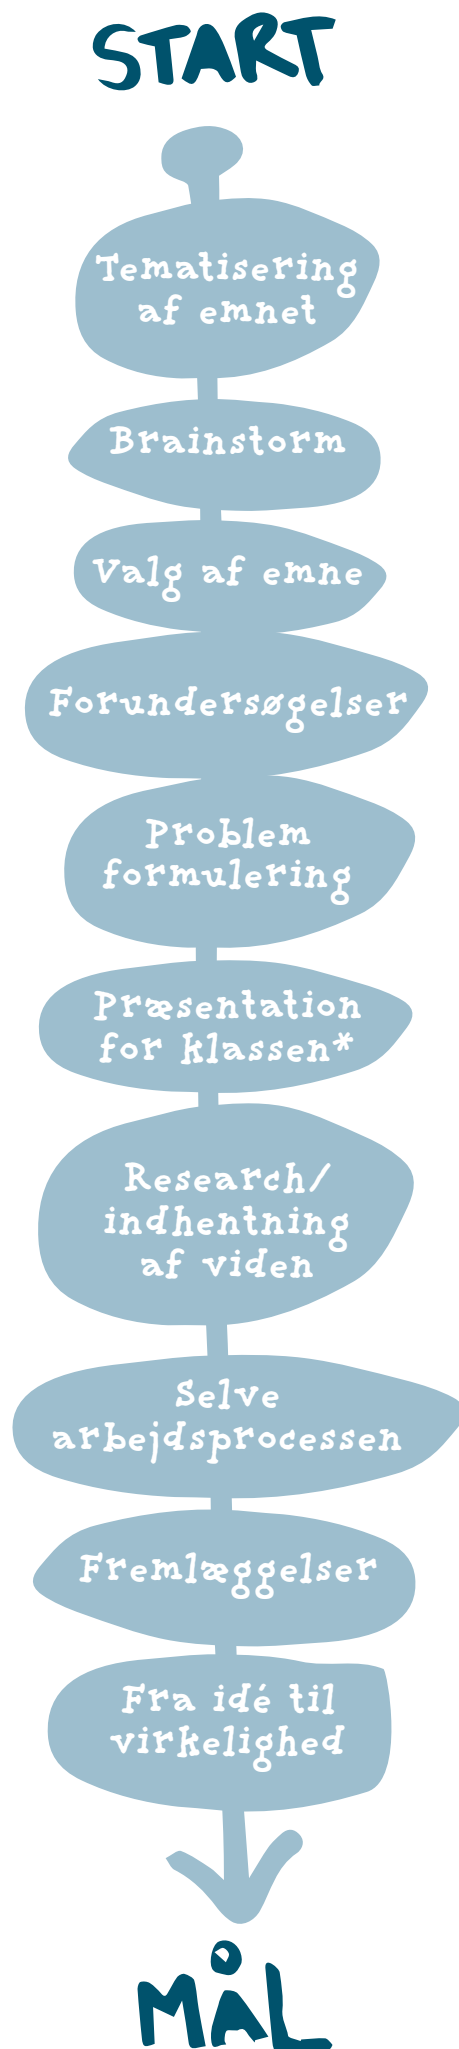 START
Tematisering
af emnet
Brainstorm
Valg af emne
Forundersøgelser
Problem
formulering
Præsentation
for klassen*
Research/
indhentning
af viden
Selve
arbejdsprocessen
Fremlæggelser
Fra idé til
virkelighed
MÅL